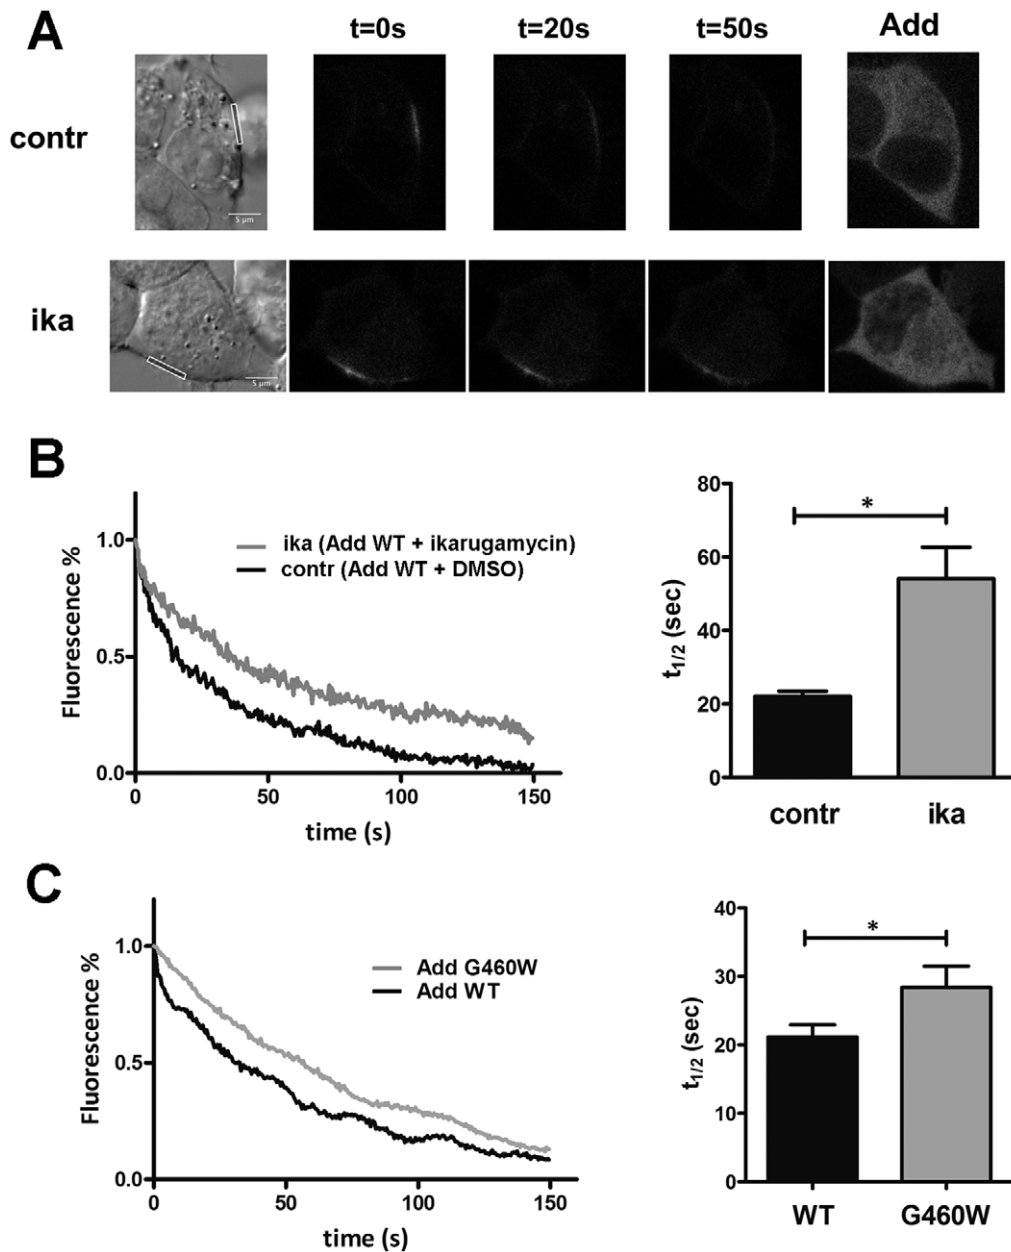 A
t=0s t=20s t=50s Add
contr
5 µm
ika
5 µm
B
Fluorescence %
1.0
0.5
0.0
0 50 100 150
time (s)
ika (Add WT + ikarugamycin)
contr (Add WT + DMSO)
t1/2 (sec)
80
60
40
20
0
*
contr ika
C
Fluorescence %
1.0
0.5
0.0
0 50 100 150
time (s)
Add G460W
Add WT
t1/2 (sec)
40
30
20
10
0
*
WT G460W